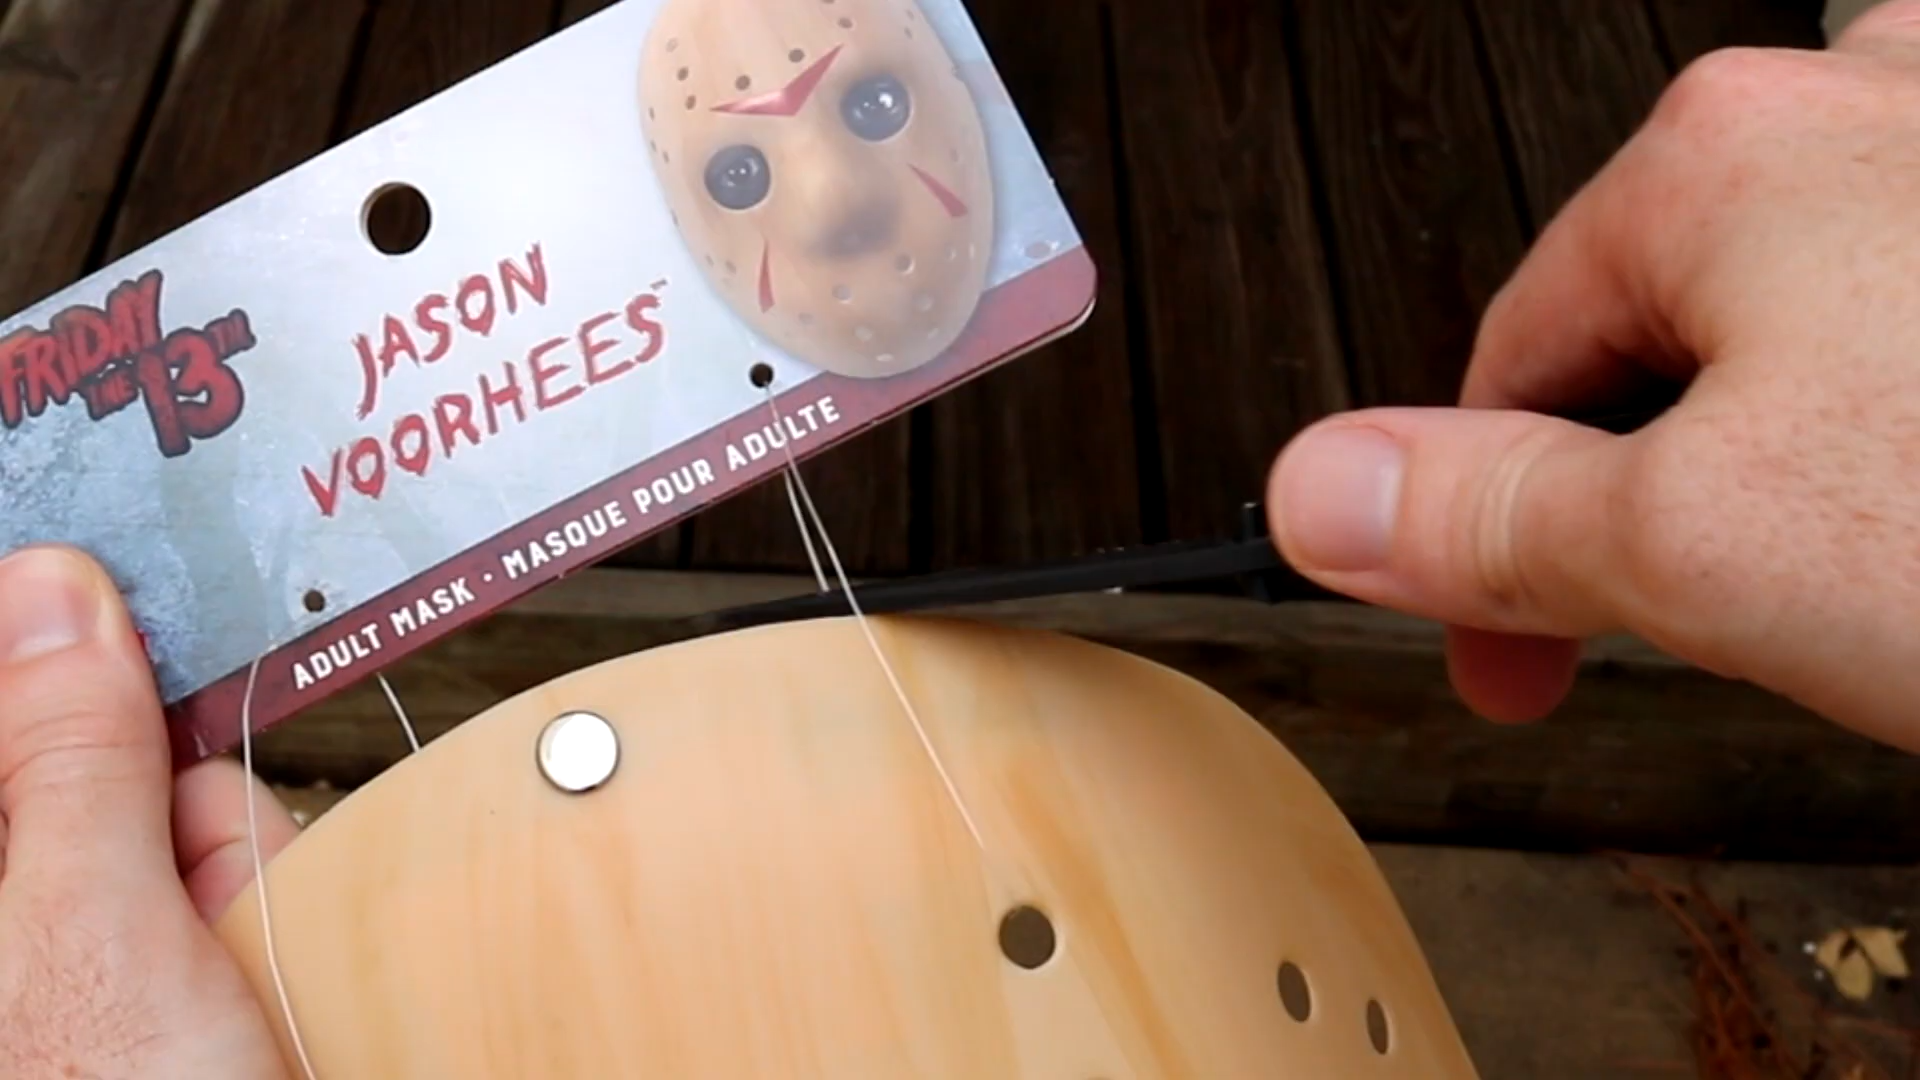 FRIDAY
THE 13TH
JASON
VOORHEES™
ADULT MASK · MASQUE POUR ADULTE